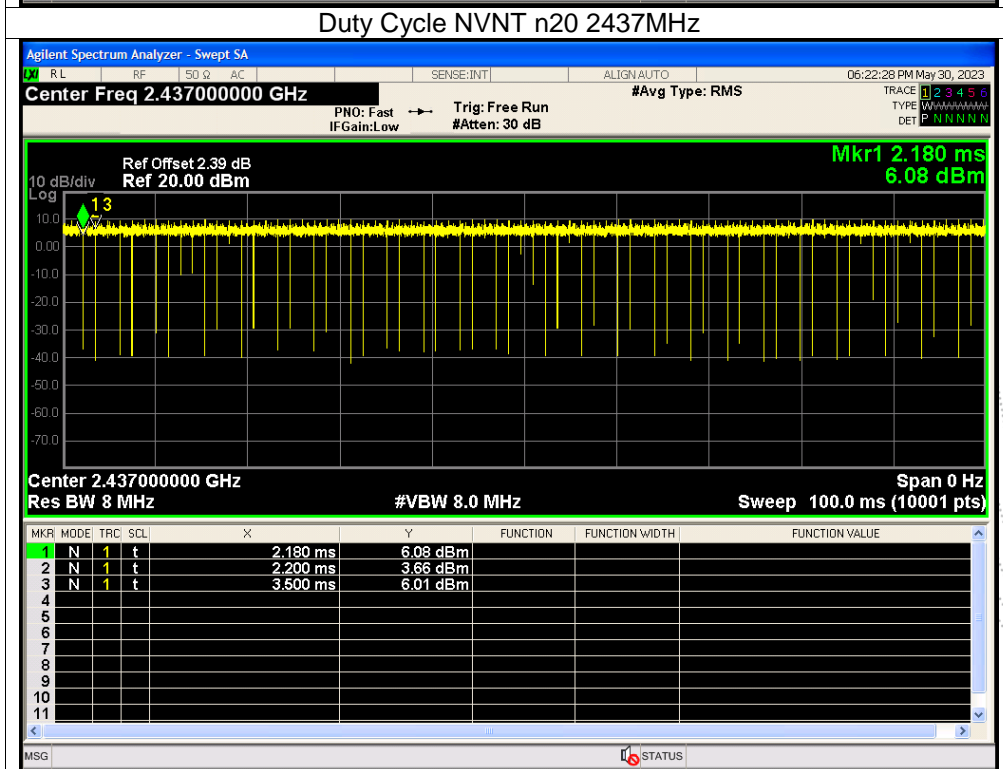 Duty Cycle NVNT n20 2437MHz
Agilent Spectrum Analyzer - Swept SA
LXI RL RF 50 Ω AC SENSE:INT ALIGN AUTO 06:22:28 PM May 30, 2023
Center Freq 2.437000000 GHz #Avg Type: RMS TRACE 1 2 3 4 5 6
PNO: Fast Trig: Free Run TYPE WWWWWW
IFGain:Low #Atten: 30 dB DET P N N N N N
Mkr1 2.180 ms
Ref Offset 2.39 dB
10 dB/div Ref 20.00 dBm 6.08 dBm
Log
1 3
10.0
0.00
-10.0
-20.0
-30.0
-40.0
-50.0
-60.0
-70.0
Center 2.437000000 GHz Span 0 Hz
Res BW 8 MHz #VBW 8.0 MHz Sweep 100.0 ms (10001 pts)
MKR MODE TRC SCL X Y FUNCTION FUNCTION WIDTH FUNCTION VALUE
1 N 1 t 2.180 ms 6.08 dBm
2 N 1 t 2.200 ms 3.66 dBm
3 N 1 t 3.500 ms 6.01 dBm
4
5
6
7
8
9
10
11
MSG STATUS